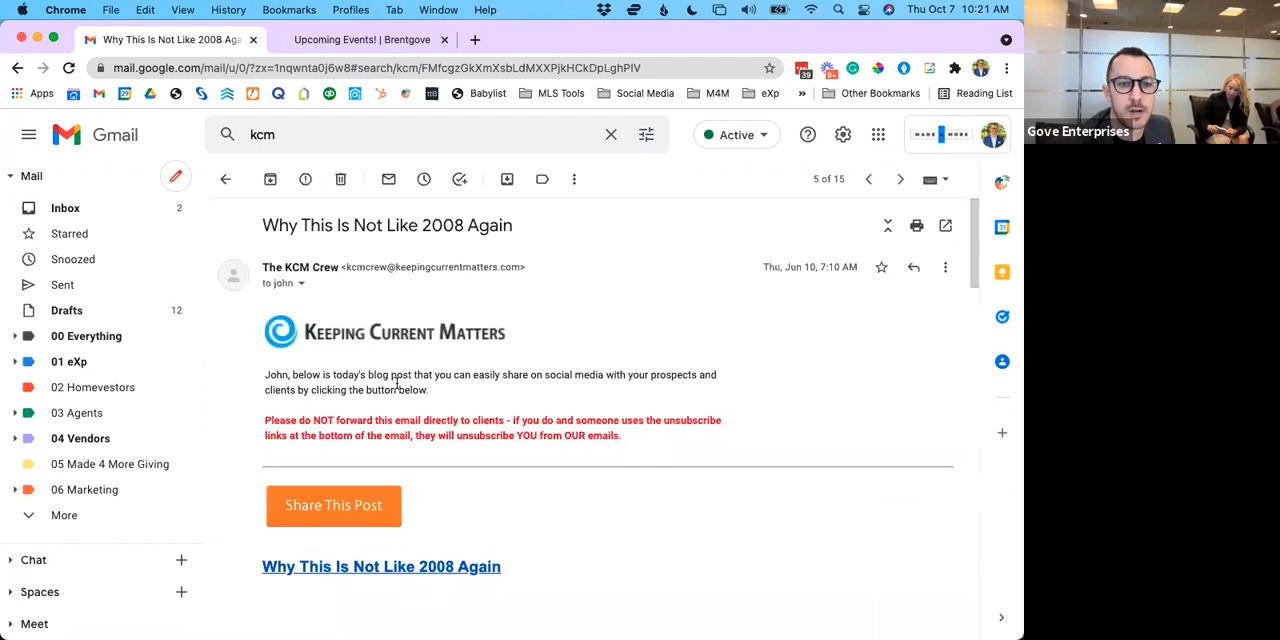 Chrome File Edit View History Bookmarks Profiles Tab Window Help Thu Oct 7 10:21 AM
Why This Is Not Like 2008 Aga Upcoming Events! | Brentgove
mail.google.com/mail/u/0/?zx=1nqwnta0j6w8#search/kcm/FMfcgzGkXmXsbLdMXXPjkHCkDpLghPlV
39 9+
Apps Babylist MLS Tools Social Media M4M eXp » Other Bookmarks Reading List
Gmail kcm Active MADE 4 MORE
Gove Enterprises
Mail
5 of 15
Inbox 2
Starred
Snoozed
Sent
Drafts 12
00 Everything
01 eXp
02 Homevestors
03 Agents
04 Vendors
05 Made 4 More Giving
06 Marketing
More
Chat
Spaces
Meet
Why This Is Not Like 2008 Again
The KCM Crew <kcmcrew@keepingcurrentmatters.com> Thu, Jun 10, 7:10 AM
to john
KEEPING CURRENT MATTERS
John, below is today's blog post that you can easily share on social media with your prospects and
clients by clicking the button below.
Please do NOT forward this email directly to clients - if you do and someone uses the unsubscribe
links at the bottom of the email, they will unsubscribe YOU from OUR emails.
Share This Post
Why This Is Not Like 2008 Again